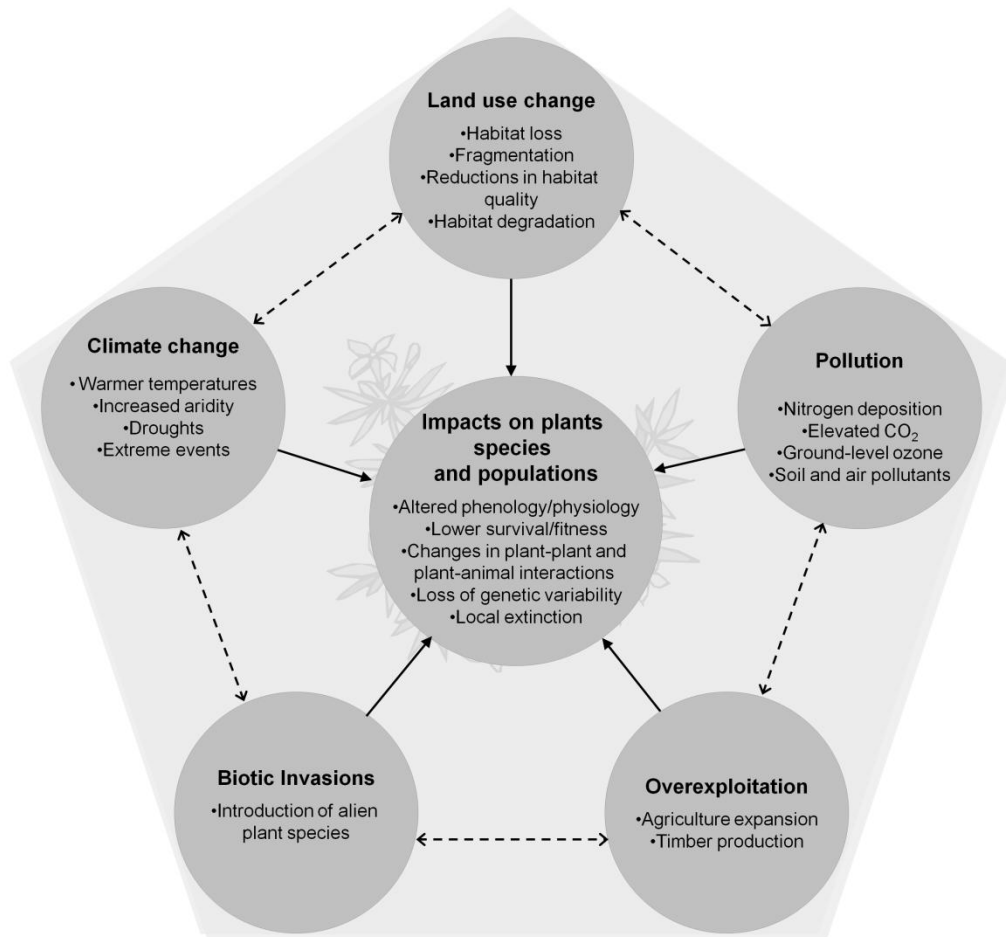 Land use change
•Habitat loss
•Fragmentation
•Reductions in habitat
quality
•Habitat degradation
Climate change
•Warmer temperatures
•Increased aridity
•Droughts
•Extreme events
Pollution
•Nitrogen deposition
•Elevated CO₂
•Ground-level ozone
•Soil and air pollutants
Impacts on plants
species
and populations
•Altered phenology/physiology
•Lower survival/fitness
•Changes in plant-plant and
plant-animal interactions
•Loss of genetic variability
•Local extinction
Biotic Invasions
•Introduction of alien
plant species
Overexploitation
•Agriculture expansion
•Timber production